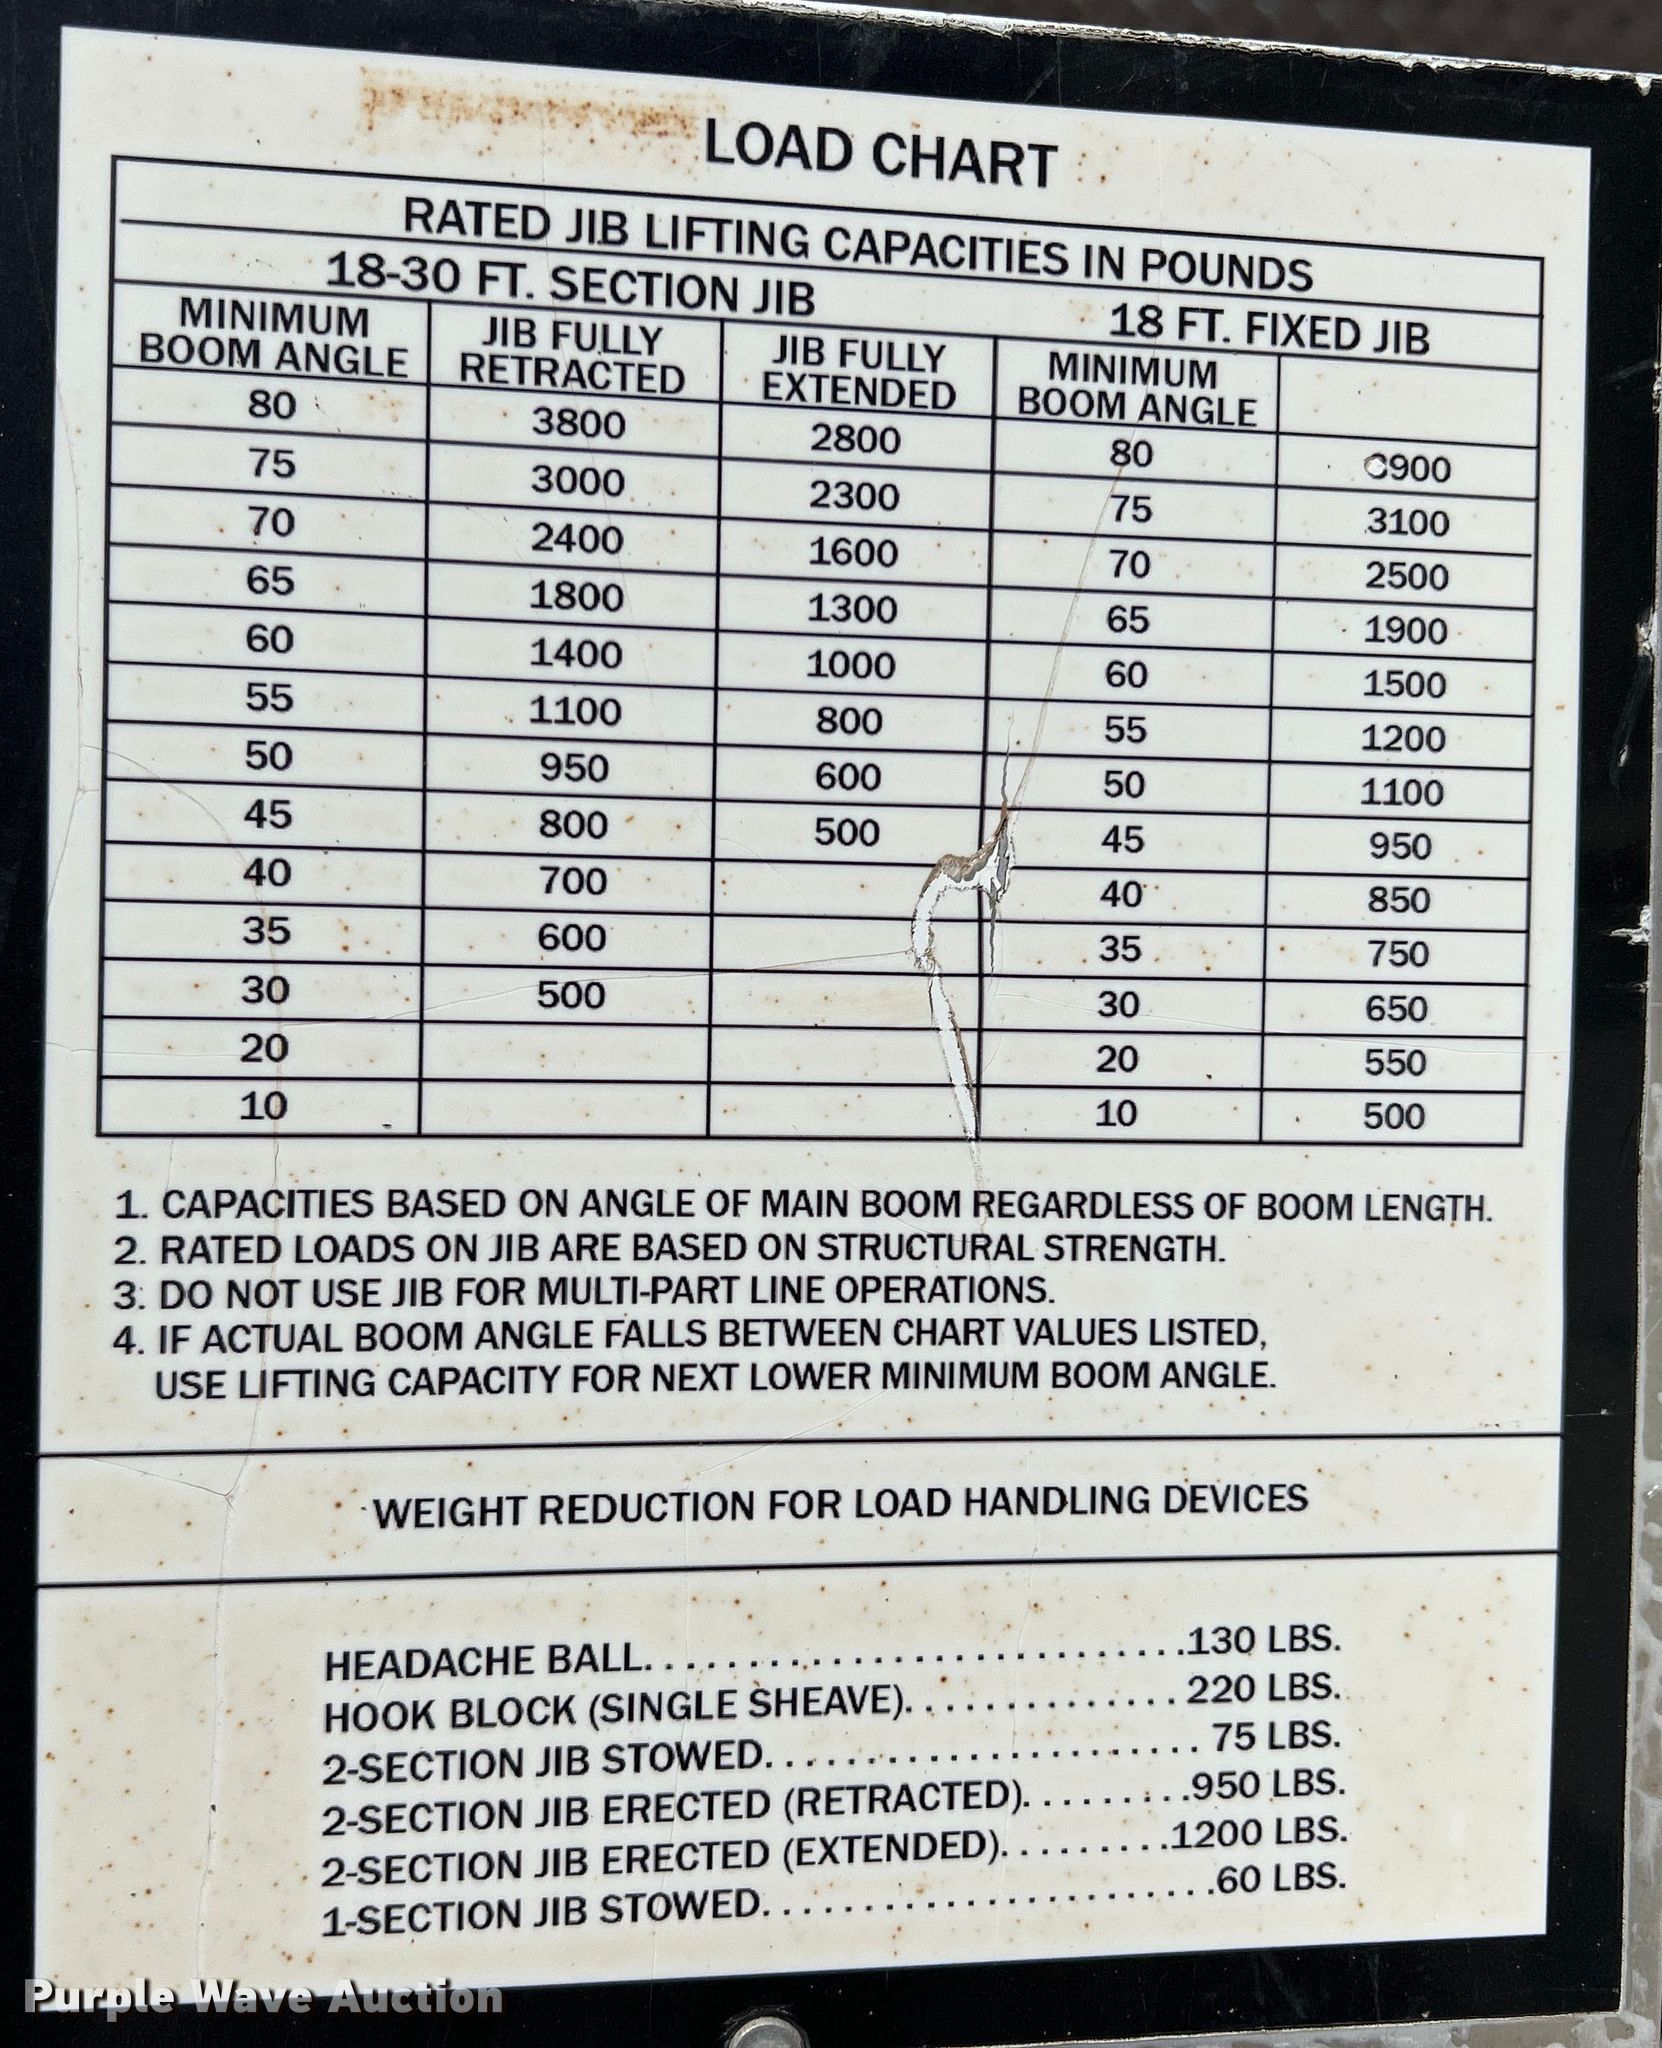 LOAD CHART
RATED JIB LIFTING CAPACITIES IN POUNDS
18-30 FT. SECTION JIB 18 FT. FIXED JIB
MINIMUM BOOM ANGLE JIB FULLY RETRACTED JIB FULLY EXTENDED MINIMUM BOOM ANGLE
80 3800 2800 80 3900
75 3000 2300 75 3100
70 2400 1600 70 2500
65 1800 1300 65 1900
60 1400 1000 60 1500
55 1100 800 55 1200
50 950 600 50 1100
45 800 500 45 950
40 700 40 850
35 600 35 750
30 500 30 650
20 20 550
10 10 500
1. CAPACITIES BASED ON ANGLE OF MAIN BOOM REGARDLESS OF BOOM LENGTH.
2. RATED LOADS ON JIB ARE BASED ON STRUCTURAL STRENGTH.
3. DO NOT USE JIB FOR MULTI-PART LINE OPERATIONS.
4. IF ACTUAL BOOM ANGLE FALLS BETWEEN CHART VALUES LISTED,
USE LIFTING CAPACITY FOR NEXT LOWER MINIMUM BOOM ANGLE.
WEIGHT REDUCTION FOR LOAD HANDLING DEVICES
HEADACHE BALL...........................130 LBS.
HOOK BLOCK (SINGLE SHEAVE)..............220 LBS.
2-SECTION JIB STOWED......................75 LBS.
2-SECTION JIB ERECTED (RETRACTED).........950 LBS.
2-SECTION JIB ERECTED (EXTENDED).........1200 LBS.
1-SECTION JIB STOWED.......................60 LBS.
Purple Wave Auction